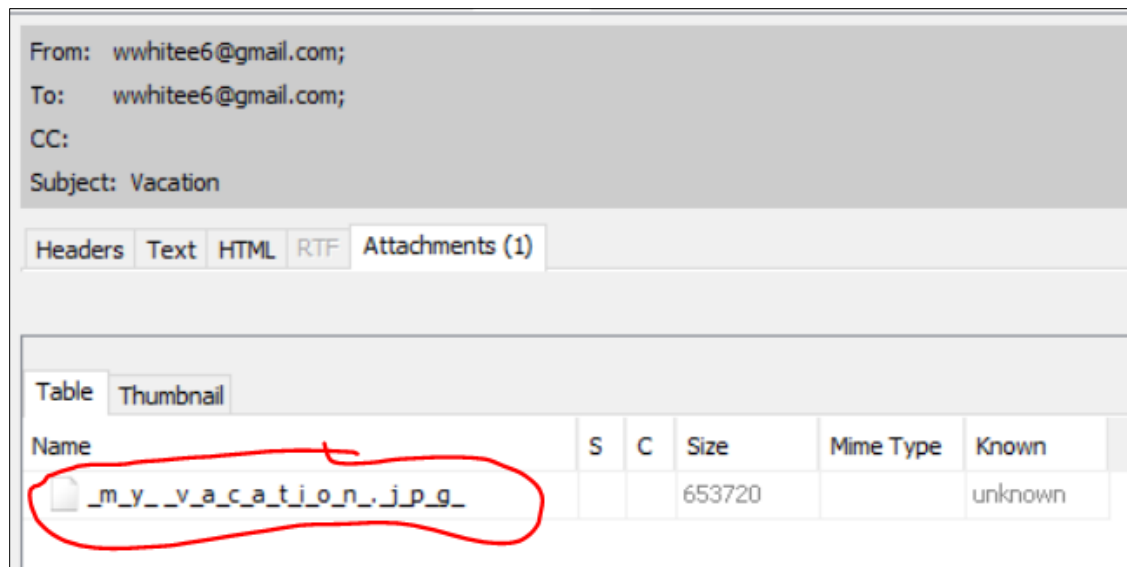 From: wwhitee6@gmail.com;
To: wwhitee6@gmail.com;
CC:
Subject: Vacation
Headers Text HTML RTF Attachments (1)
Table Thumbnail
Name S C Size Mime Type Known
_m_y_ _v_a_c_a_t_i_o_n_._j_p_g_ 653720 unknown